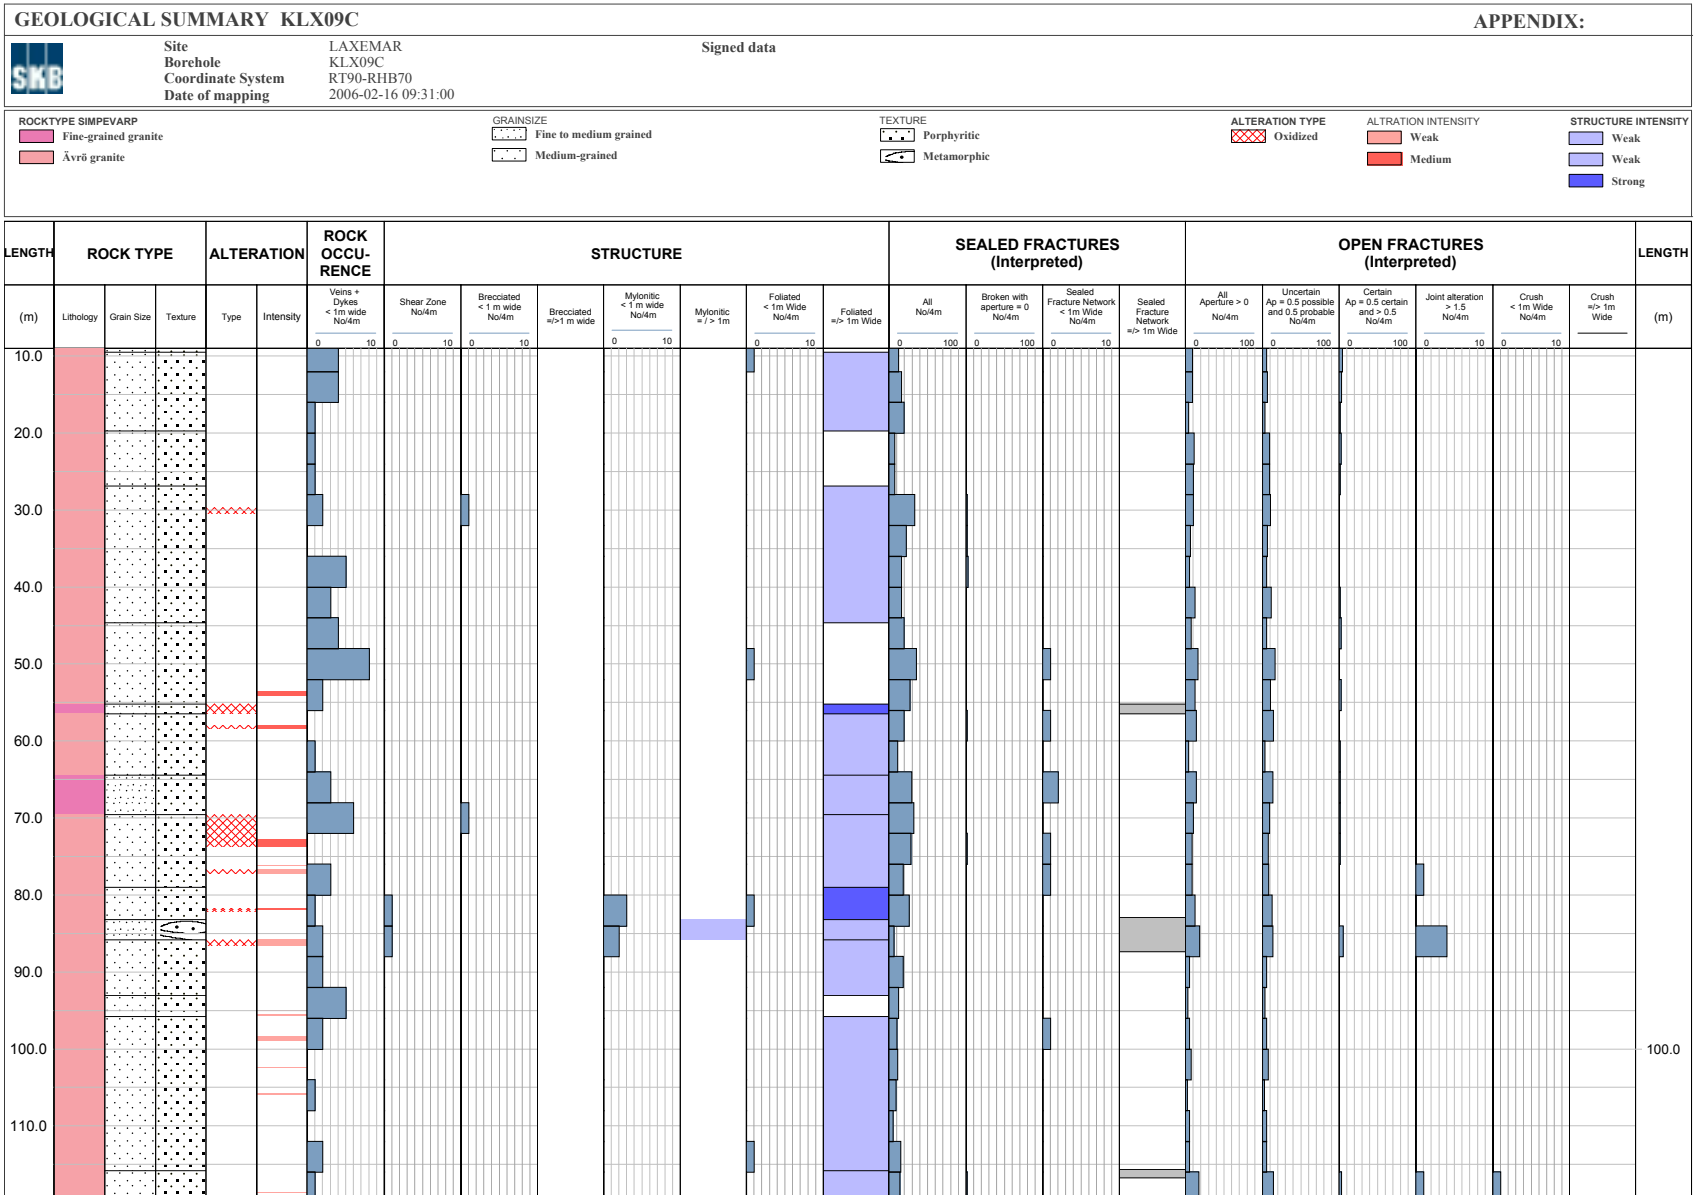 GEOLOGICAL SUMMARY KLX09C
APPENDIX:
SKB
Site LAXEMAR
Signed data
Borehole KLX09C
Coordinate System RT90-RHB70
Date of mapping 2006-02-16 09:31:00
ROCKTYPE SIMPEVARP
Fine-grained granite
Ävrö granite
GRAINSIZE
Fine to medium grained
Medium-grained
TEXTURE
Porphyritic
Metamorphic
ALTERATION TYPE
Oxidized
ALTRATION INTENSITY
Weak
Medium
STRUCTURE INTENSITY
Weak
Weak
Strong
LENGTH
ROCK TYPE
ALTERATION
ROCK
OCCU-
RENCE
STRUCTURE
SEALED FRACTURES
(Interpreted)
OPEN FRACTURES
(Interpreted)
LENGTH
(m)
Lithology
Grain Size
Texture
Type
Intensity
Veins +
Dykes
< 1m wide
No/4m
0 10
Shear Zone
No/4m
0 10
Brecciated
< 1 m wide
No/4m
0 10
Brecciated
=/>1 m wide
Mylonitic
< 1 m wide
No/4m
0 10
Mylonitic
= / > 1m
Foliated
< 1m Wide
No/4m
0 10
Foliated
=/> 1m Wide
All
No/4m
0 100
Broken with
aperture = 0
No/4m
0 100
Sealed
Fracture Network
< 1m Wide
No/4m
0 10
Sealed
Fracture
Network
=/> 1m Wide
All
Aperture > 0
No/4m
0 100
Uncertain
Ap = 0.5 possible
and 0.5 probable
No/4m
0 100
Certain
Ap = 0.5 certain
and > 0.5
No/4m
0 100
Joint alteration
> 1.5
No/4m
0 10
Crush
< 1m Wide
No/4m
0 10
Crush
=/> 1m
Wide
(m)
10.0
20.0
30.0
40.0
50.0
60.0
70.0
80.0
90.0
100.0
100.0
110.0